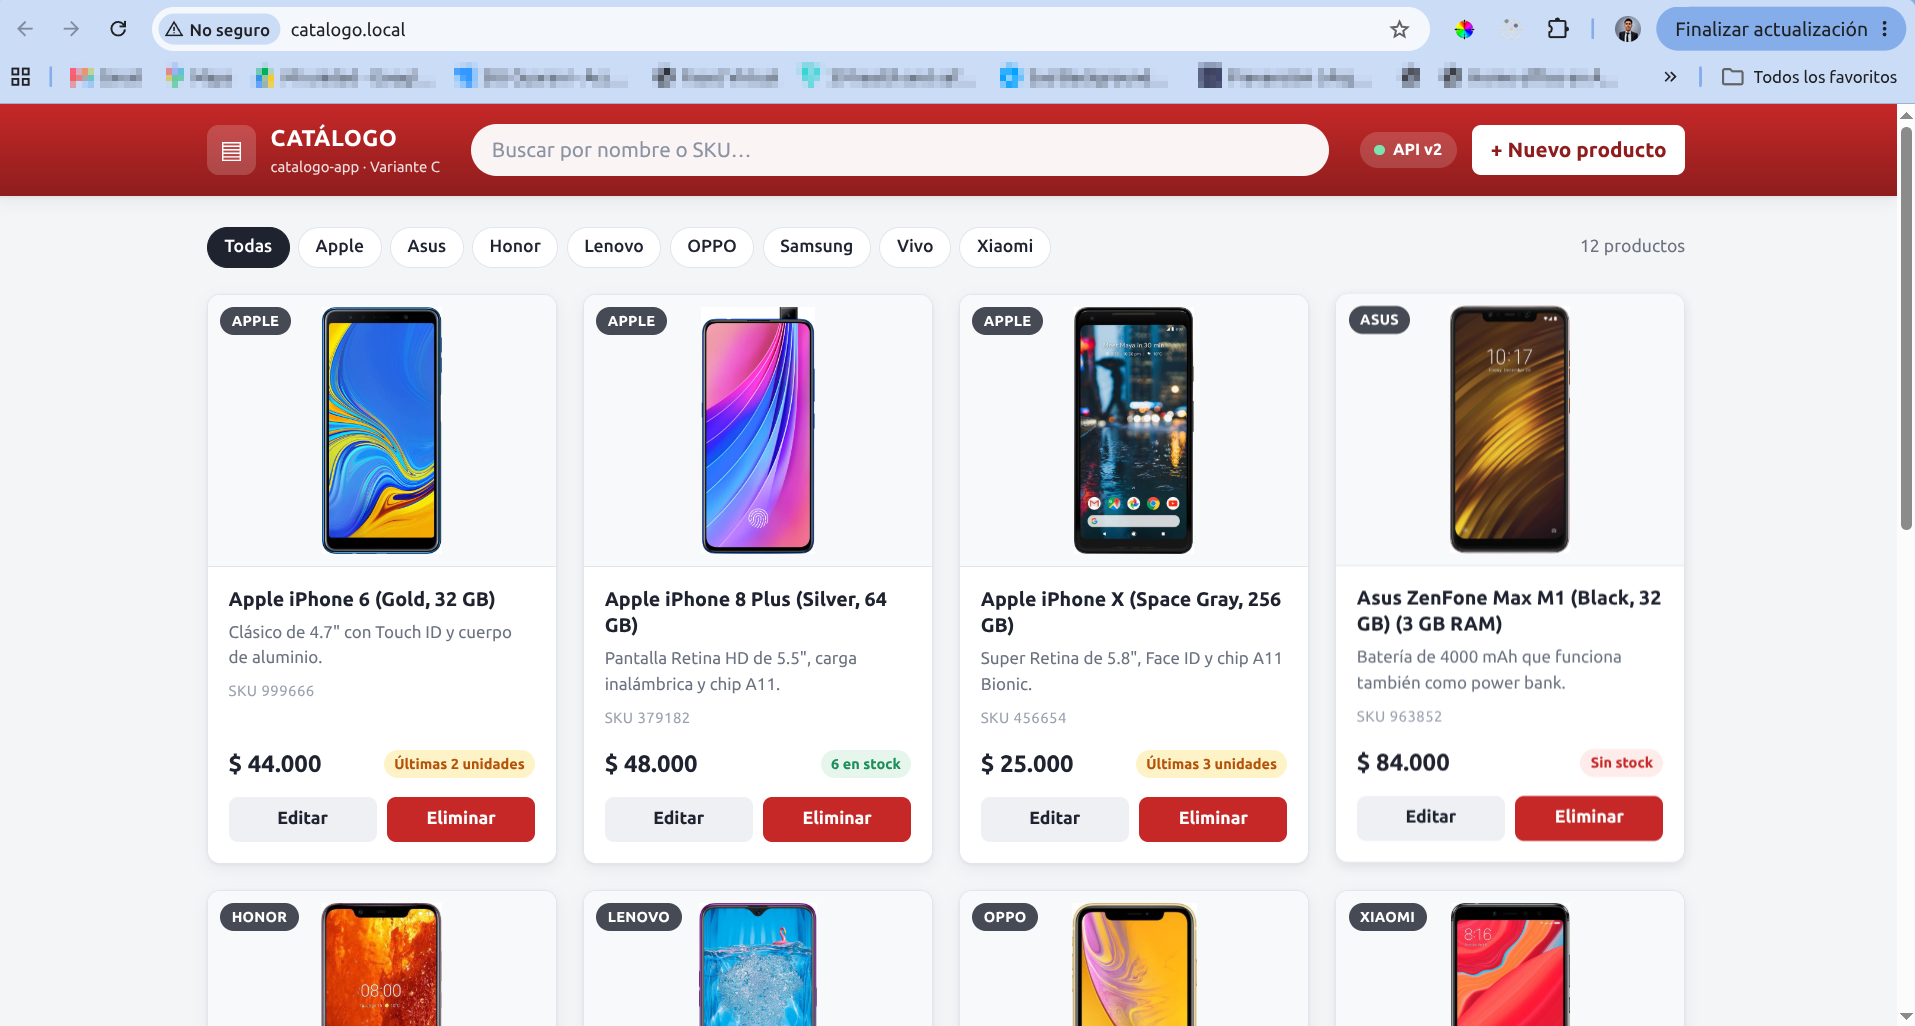 No seguro
catalogo.local
Finalizar actualización
Todos los favoritos
CATÁLOGO
catalogo-app · Variante C
Buscar por nombre o SKU...
API v2
+ Nuevo producto
Todas
Apple
Asus
Honor
Lenovo
OPPO
Samsung
Vivo
Xiaomi
12 productos
APPLE
APPLE
APPLE
ASUS
10:17
Apple iPhone 6 (Gold, 32 GB)
Clásico de 4.7" con Touch ID y cuerpo
de aluminio.
SKU 999666
$ 44.000
Últimas 2 unidades
Editar
Eliminar
Apple iPhone 8 Plus (Silver, 64
GB)
Pantalla Retina HD de 5.5", carga
inalámbrica y chip A11.
SKU 379182
$ 48.000
6 en stock
Editar
Eliminar
Apple iPhone X (Space Gray, 256
GB)
Super Retina de 5.8", Face ID y chip A11
Bionic.
SKU 456654
$ 25.000
Últimas 3 unidades
Editar
Eliminar
Asus ZenFone Max M1 (Black, 32
GB) (3 GB RAM)
Batería de 4000 mAh que funciona
también como power bank.
SKU 963852
$ 84.000
Sin stock
Editar
Eliminar
HONOR
08:00
LENOVO
OPPO
XIAOMI
8:16